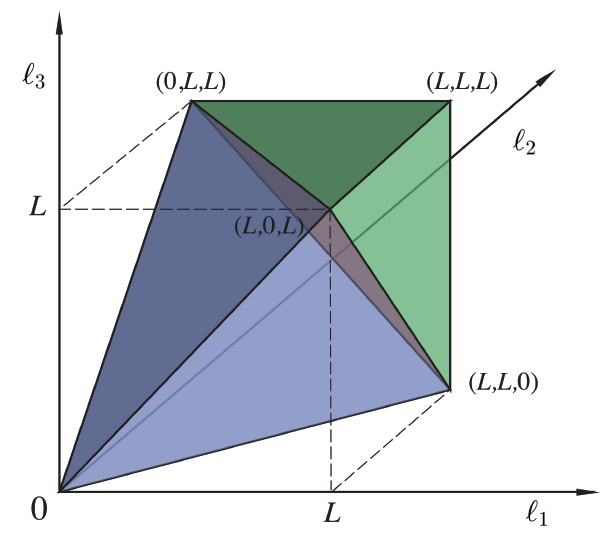 ℓ3
(0,L,L)
(L,L,L)
ℓ2
L
(L,0,L)
(L,L,0)
0
L
ℓ1